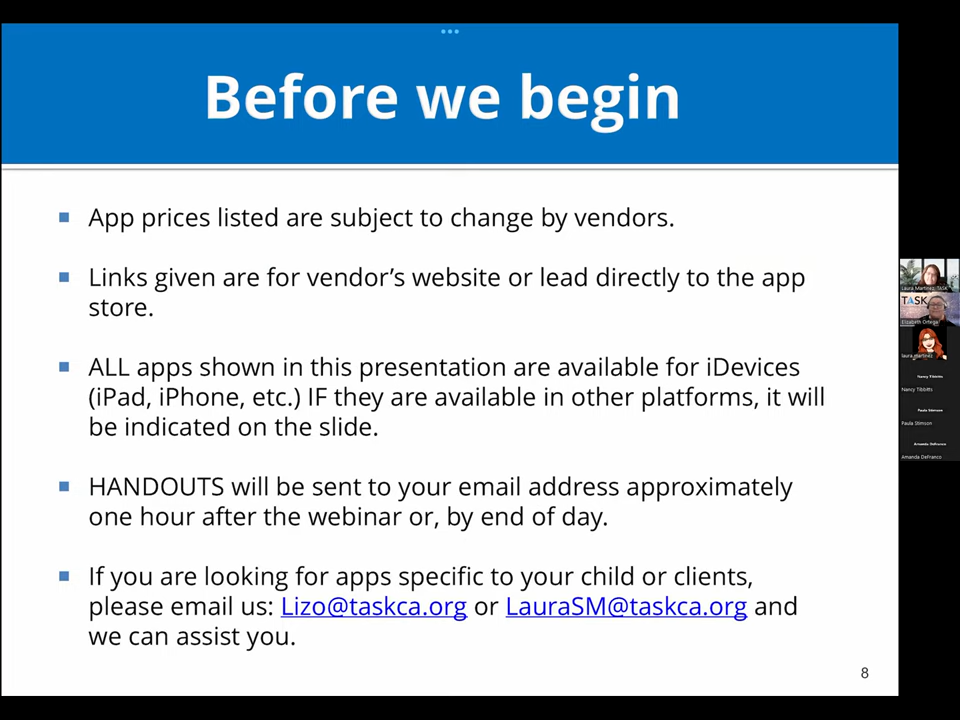 Before we begin
App prices listed are subject to change by vendors.
Links given are for vendor's website or lead directly to the app
store.
ALL apps shown in this presentation are available for iDevices
(iPad, iPhone, etc.) IF they are available in other platforms, it will
be indicated on the slide.
HANDOUTS will be sent to your email address approximately
one hour after the webinar or, by end of day.
If you are looking for apps specific to your child or clients,
please email us: Lizo@taskca.org or LauraSM@taskca.org and
we can assist you.
8
Laura Martinez, TASK
TASK
Elizabeth Ortega
laura martinez
Nancy Tibbitts
Nancy Tibbitts
Paula Stimson
Paula Stimson
Amanda DeFranco
Amanda DeFranco